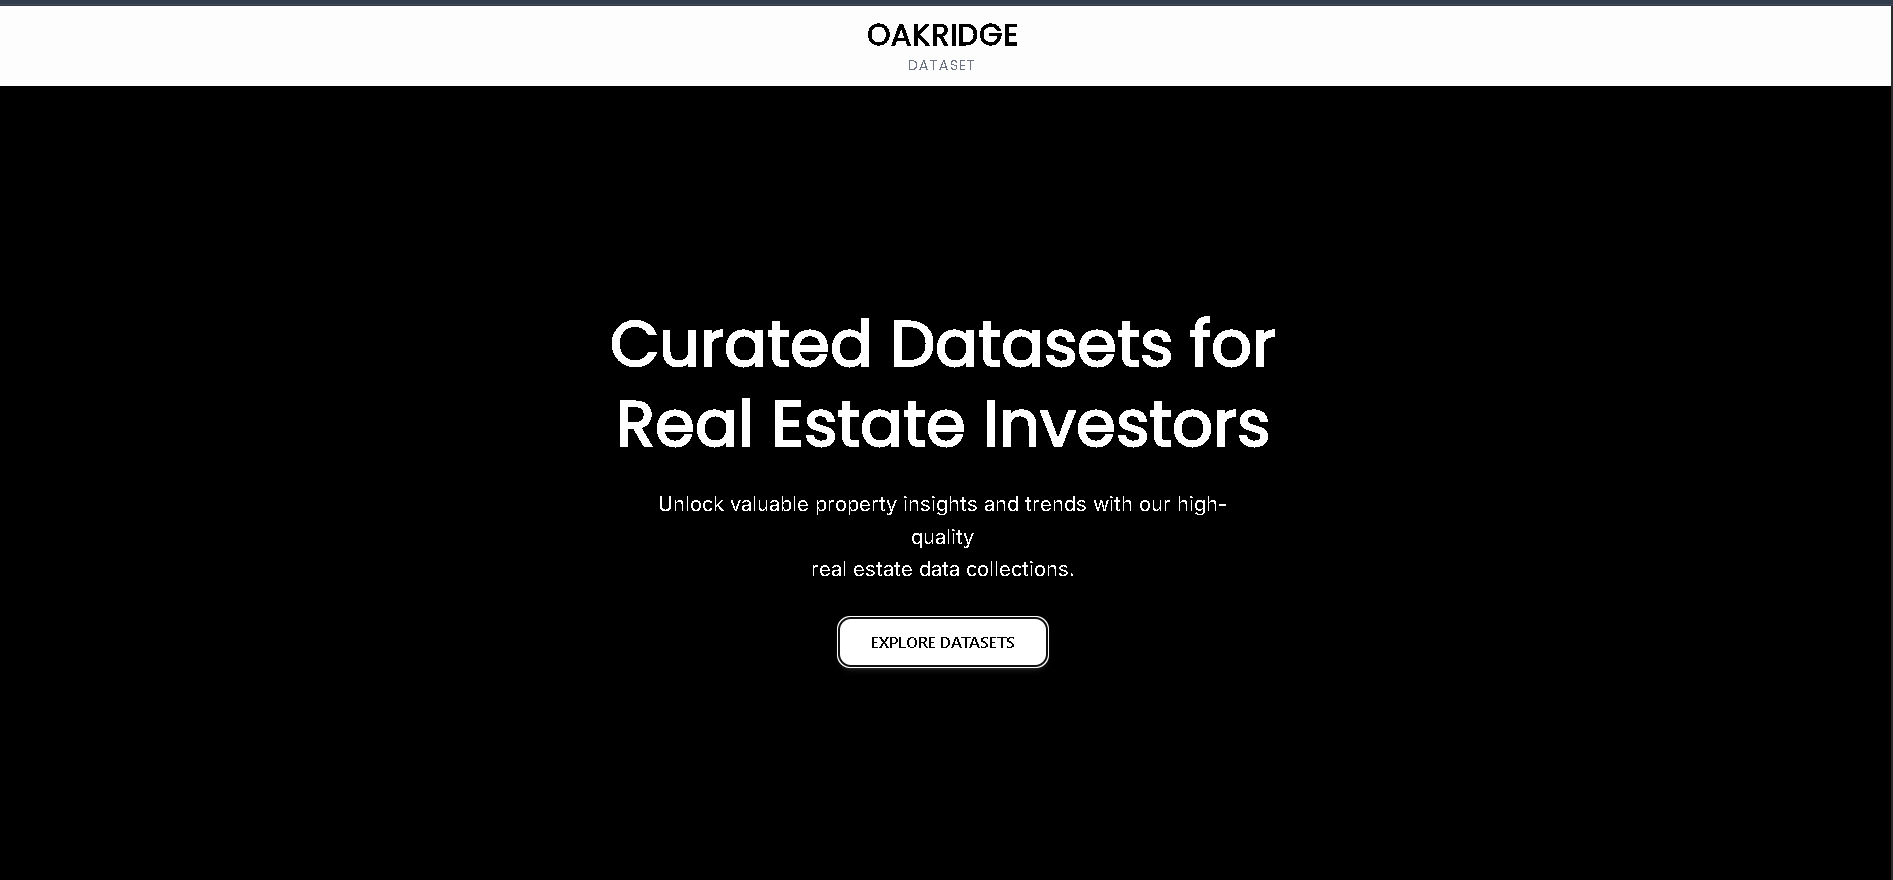 OAKRIDGE
DATASET
Curated Datasets for
Real Estate Investors
Unlock valuable property insights and trends with our high-
quality
real estate data collections.
EXPLORE DATASETS